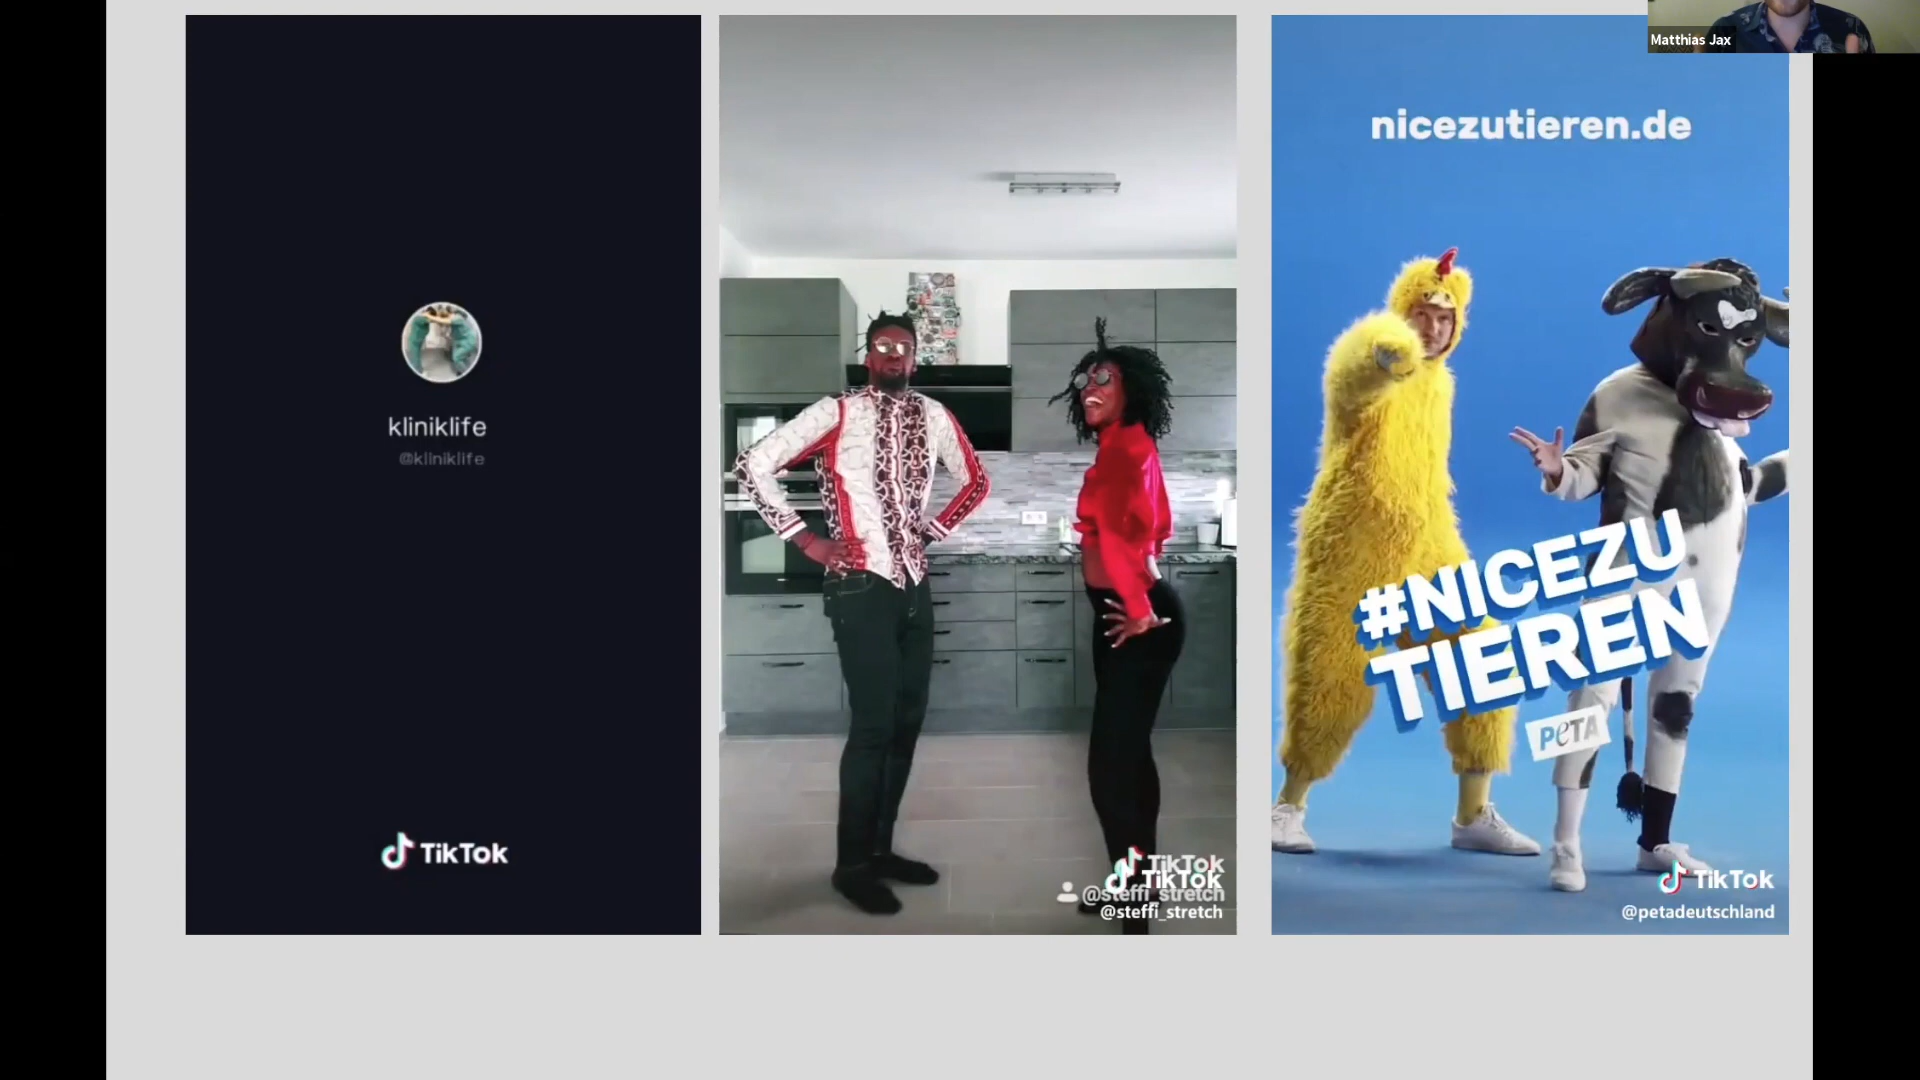 Matthias Jax
kliniklife
@kliniklife
TikTok
TikTok
TikTok
@steffi_stretch
@steffi_stretch
nicezutieren.de
#NICEZU
TIEREN
PeTA
TikTok
@petadeutschland